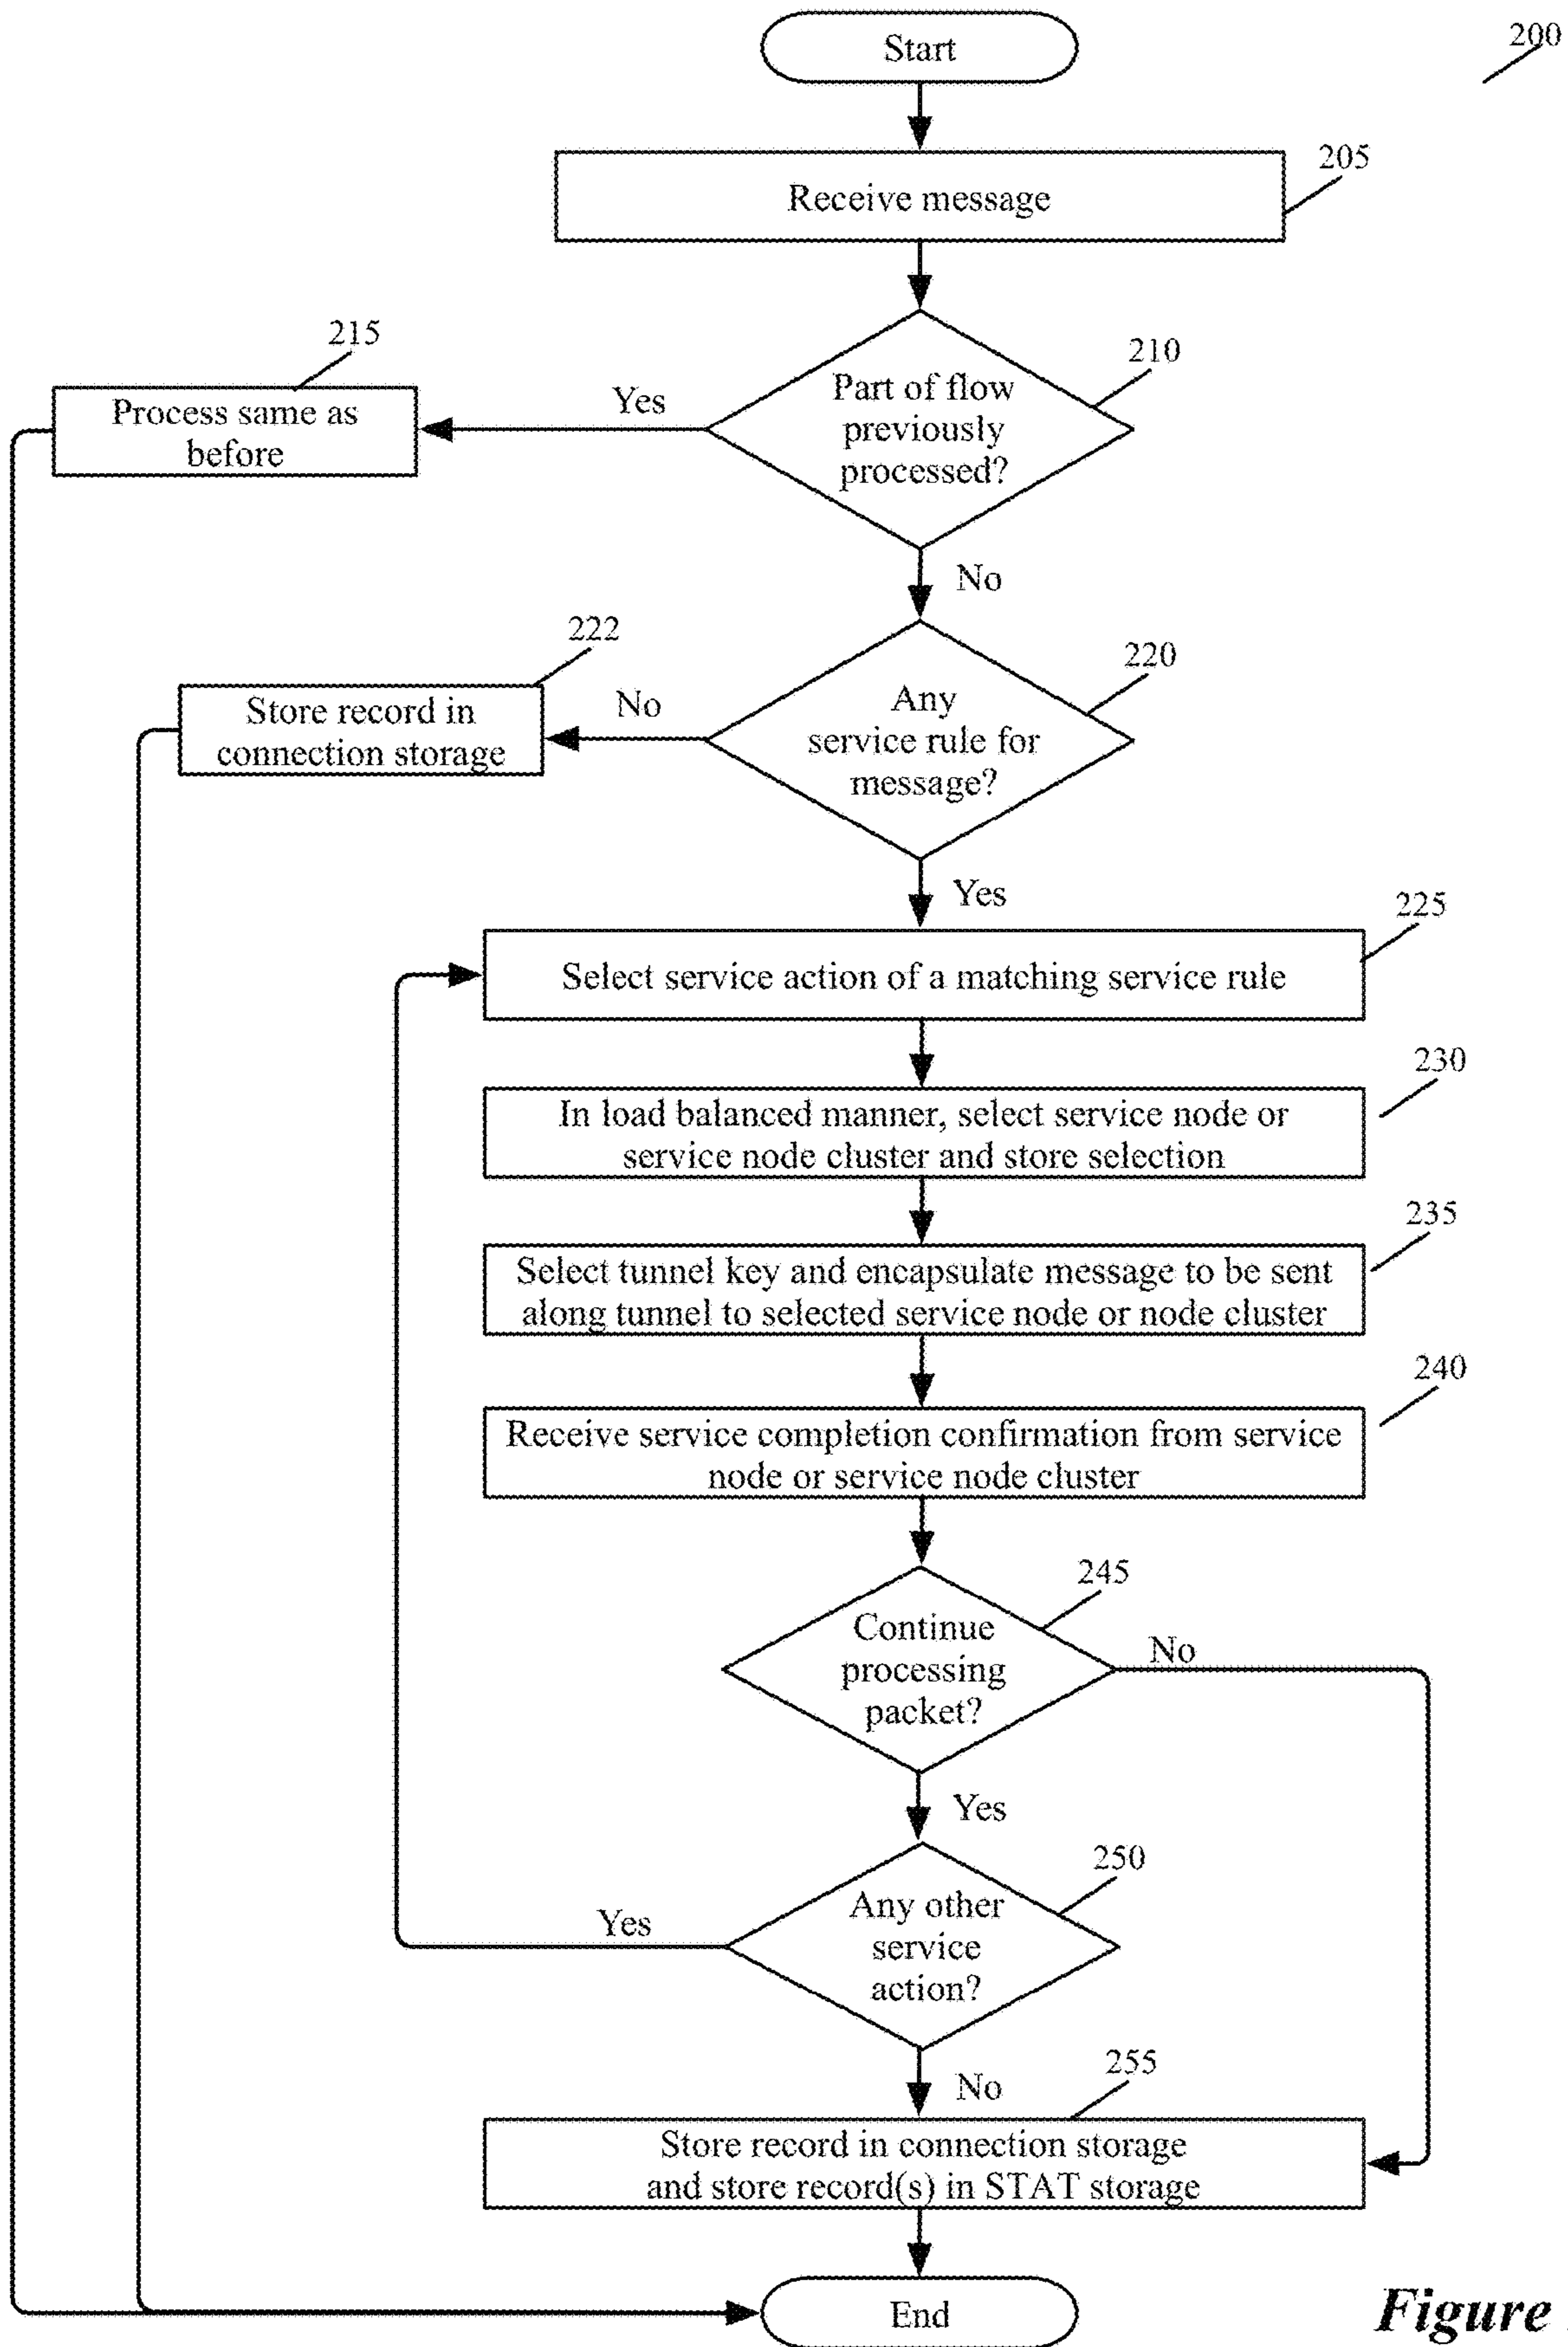 Start
200
205
Receive message
210
215
Part of flow
previously
processed?
Yes
Process same as
before
No
220
222
Any
service rule for
message?
No
Store record in
connection storage
Yes
225
Select service action of a matching service rule
230
In load balanced manner, select service node or
service node cluster and store selection
235
Select tunnel key and encapsulate message to be sent
along tunnel to selected service node or node cluster
240
Receive service completion confirmation from service
node or service node cluster
245
Continue
processing
packet?
No
Yes
250
Any other
service
action?
Yes
No
255
Store record in connection storage
and store record(s) in STAT storage
End
Figure